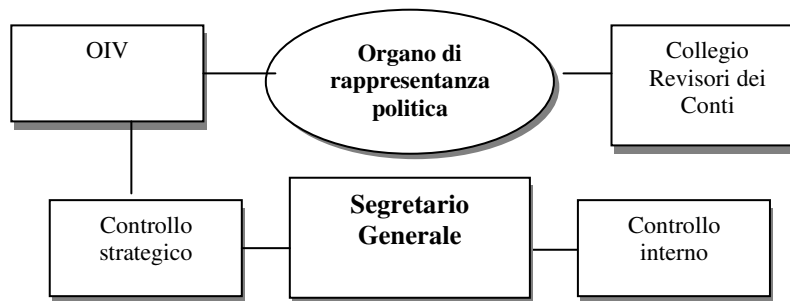 OIV
Organo di
rappresentanza
politica
Collegio
Revisori dei
Conti
Controllo
strategico
Segretario
Generale
Controllo
interno